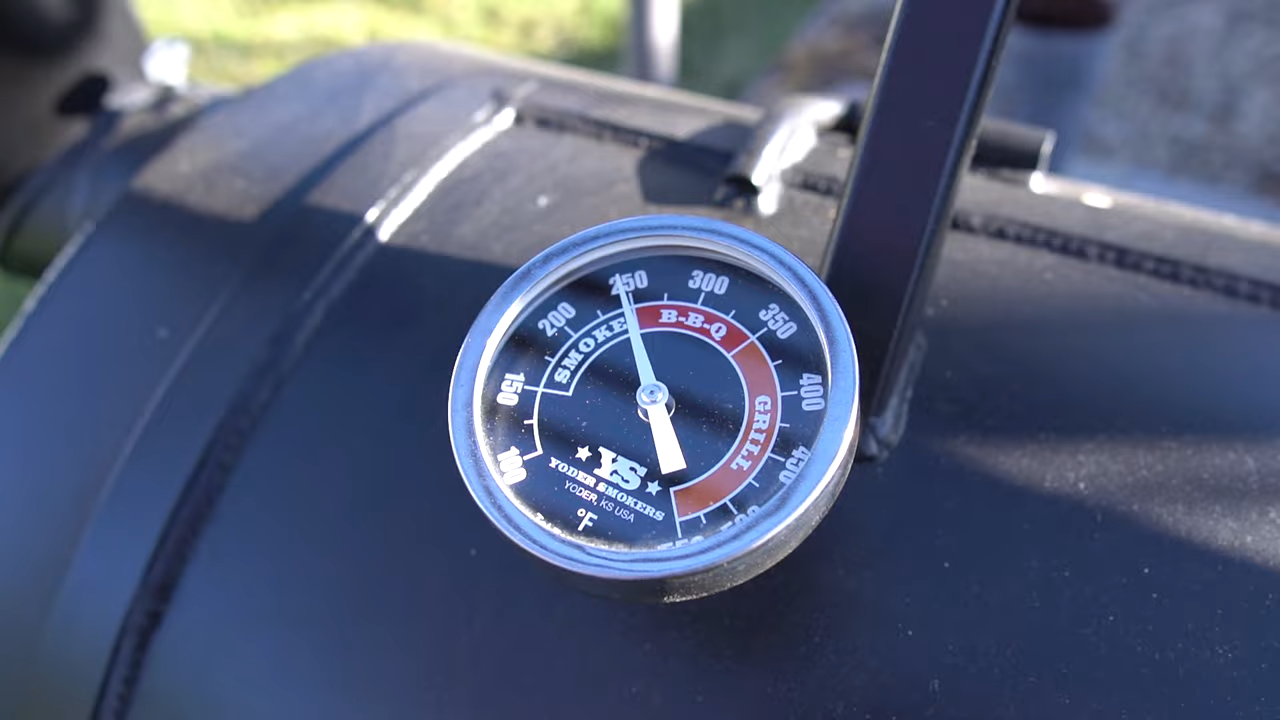 100
150
200
250
300
350
400
450
SMOKE
B-B-Q
GRILL
YS
YODER SMOKERS
YODER, KS USA
°F